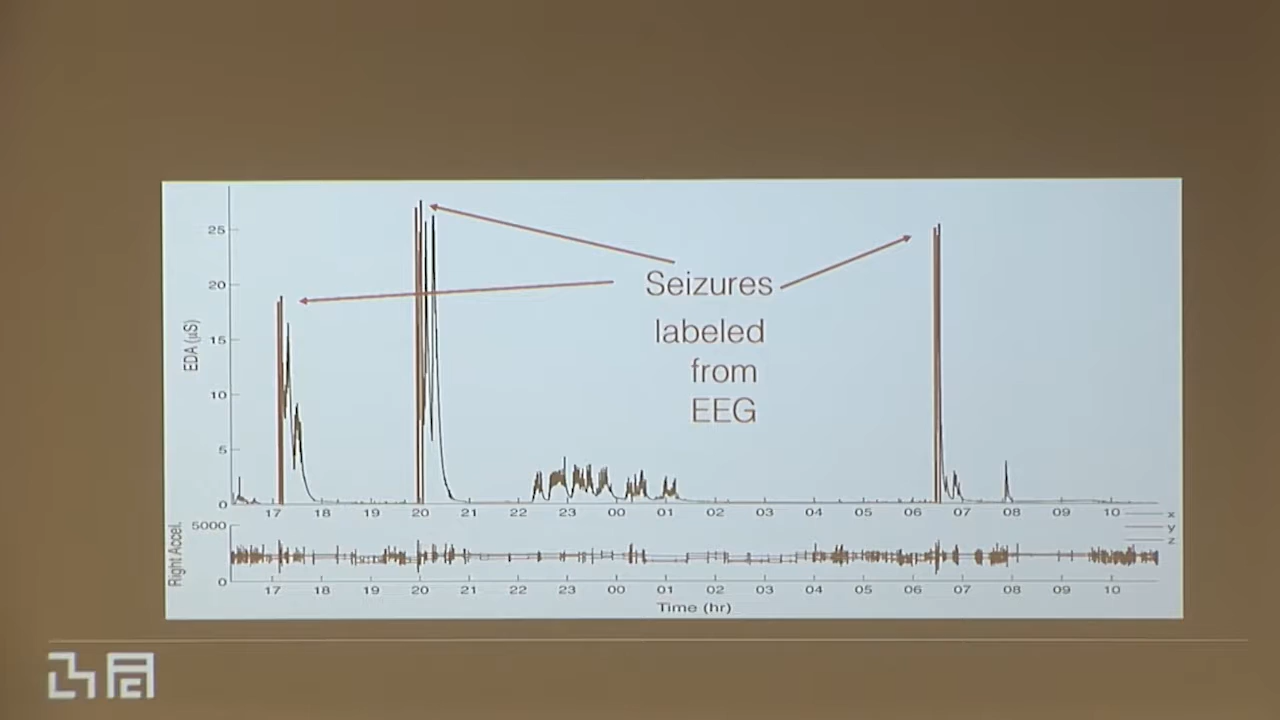 25
20
15
10
5
0
EDA (µS)
Seizures
labeled
from
EEG
17 18 19 20 21 22 23 00 01 02 03 04 05 06 07 08 09 10
5000
0
Right Accel.
x
y
z
17 18 19 20 21 22 23 00 01 02 03 04 05 06 07 08 09 10
Time (hr)